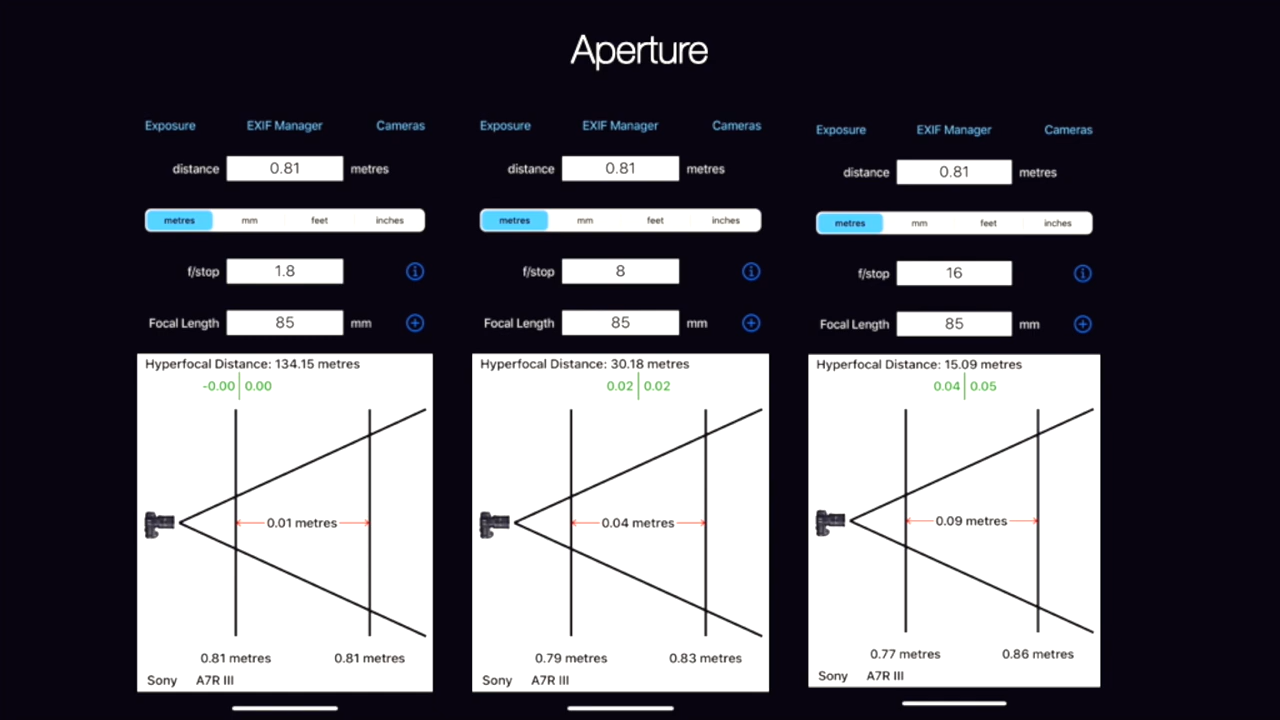 Aperture
Exposure EXIF Manager Cameras
distance 0.81 metres
metres mm feet inches
f/stop 1.8
Focal Length 85 mm
Hyperfocal Distance: 134.15 metres
-0.00 0.00
0.01 metres
0.81 metres 0.81 metres
Sony A7R III
Exposure EXIF Manager Cameras
distance 0.81 metres
metres mm feet inches
f/stop 8
Focal Length 85 mm
Hyperfocal Distance: 30.18 metres
0.02 0.02
0.04 metres
0.79 metres 0.83 metres
Sony A7R III
Exposure EXIF Manager Cameras
distance 0.81 metres
metres mm feet inches
f/stop 16
Focal Length 85 mm
Hyperfocal Distance: 15.09 metres
0.04 0.05
0.09 metres
0.77 metres 0.86 metres
Sony A7R III